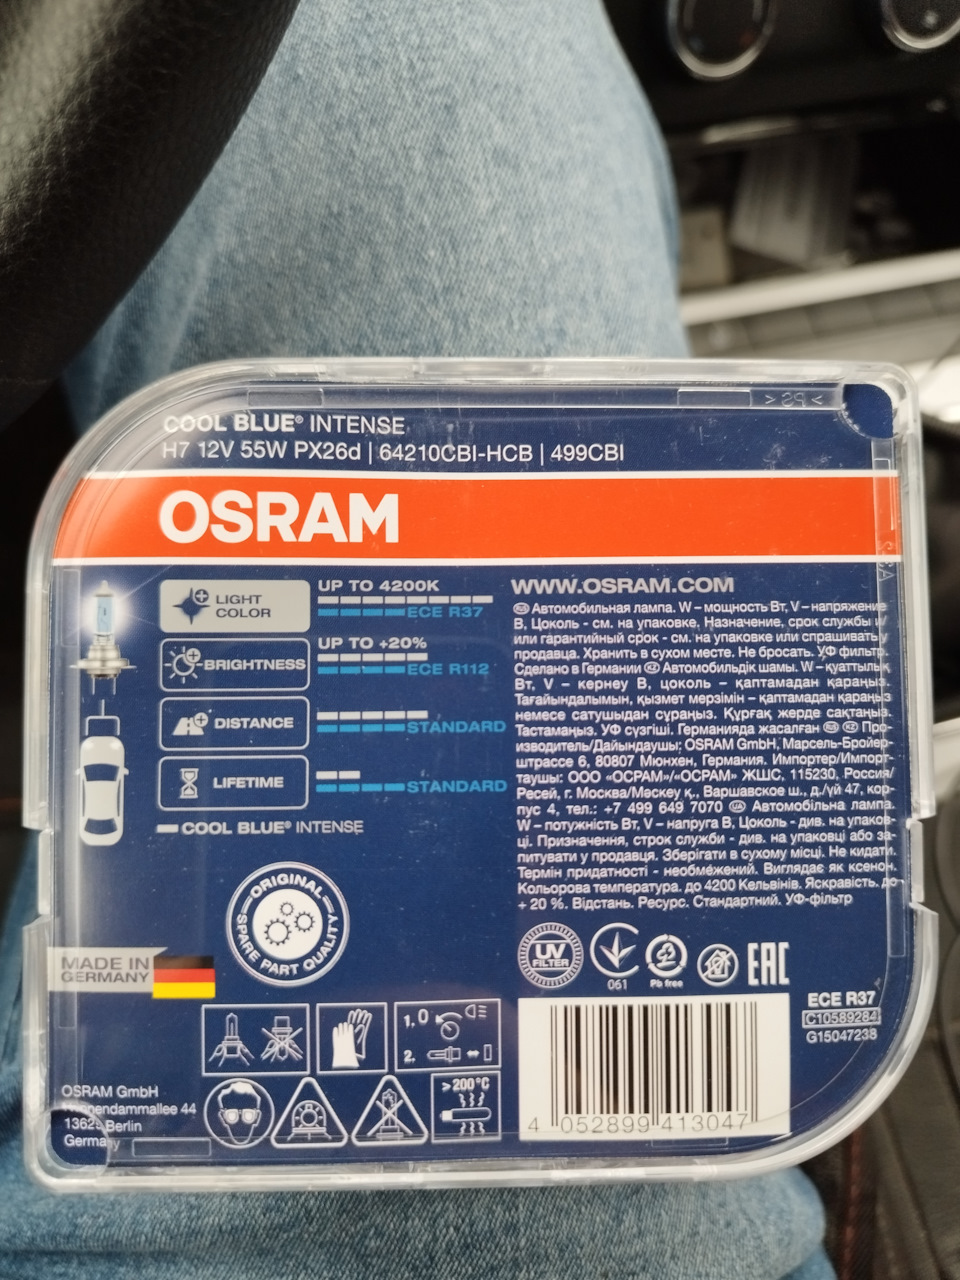 COOL BLUE® INTENSE
H7 12V 55W PX26d | 64210CBI-HCB | 499CBI
OSRAM
LIGHT
COLOR
UP TO 4200K
ECE R37
BRIGHTNESS
UP TO +20%
ECE R112
DISTANCE
STANDARD
LIFETIME
STANDARD
COOL BLUE® INTENSE
ORIGINAL
SPARE PART QUALITY
MADE IN
GERMANY
WWW.OSRAM.COM
RUS Автомобильная лампа. W – мощность Вт, V – напряжение
В, Цоколь - см. на упаковке. Назначение, срок службы и/
или гарантийный срок - см. на упаковке или спрашивать у
продавца. Хранить в сухом месте. Не бросать. УФ фильтр.
Сделано в Германии KZ Автомобильдік шамы. W – қуаттылық
Вт, V – кернеу В, цоколь – қаптамадан қараңыз.
Тағайындалымын, қызмет мерзімін – қаптамадан қараңыз
немесе сатушыдан сұраңыз. Құрғақ жерде сақтаңыз.
Тастамаңыз. УФ сүзгіші. Германияда жасалған RUS KZ Про-
изводитель/Дайындаушы: OSRAM GmbH, Марсель-Бройер-
штрассе 6, 80807 Мюнхен, Германия. Импортер/Импорт-
таушы: ООО «ОСРАМ»/«ОСРАМ» ЖШС, 115230, Россия/
Ресей, г. Москва/Мәскеу қ., Варшавское ш., д./үй 47, кор-
пус 4, тел.: +7 499 649 7070 UA Автомобільна лампа.
W – потужність Вт, V – напруга В, Цоколь - див. на упаков-
ці. Призначення, строк служби - див. на упаковці або за-
питувати у продавця. Зберігати в сухому місці. Не кидати.
Термін придатності - необмежений. Виглядає як ксенон.
Кольорова температура. до 4200 Кельвінів. Яскравість. до
+ 20 %. Відстань. Ресурс. Стандартний. УФ-фільтр
UV
FILTER
061
Pb free
EAC
ECE R37
C10589284
G15047238
1. 0
2.
>200°C
4 052899 413047
OSRAM GmbH
Berlin
Germany
> PS <